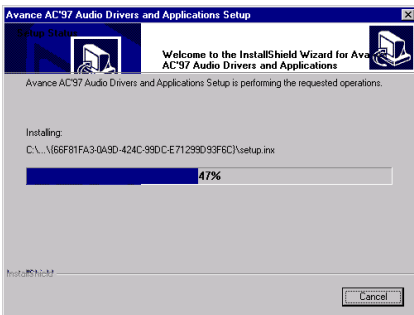 Avance AC'97 Audio Drivers and Applications Setup
Setup Status
Welcome to the InstallShield Wizard for Ava
AC'97 Audio Drivers and Applications
Avance AC'97 Audio Drivers and Applications Setup is performing the requested operations.
Installing:
C:\...\{66F81FA3-0A9D-424C-99DC-E71299D93F6C}\setup.inx
47%
InstallShield
Cancel